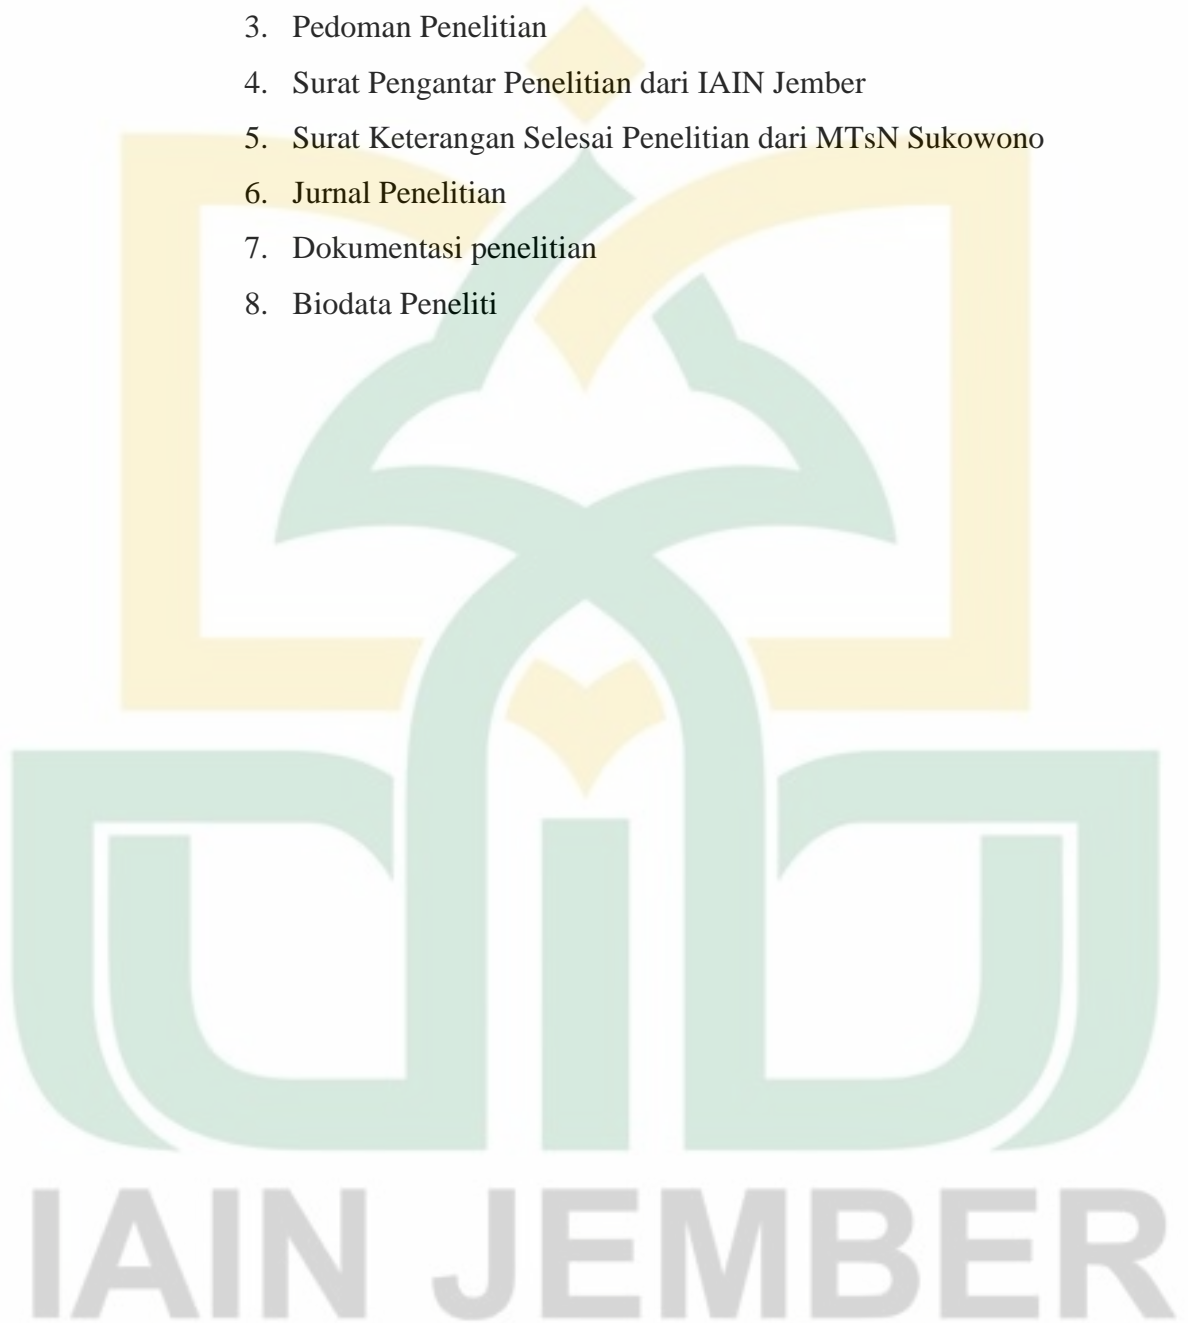 3. Pedoman Penelitian
4. Surat Pengantar Penelitian dari IAIN Jember
5. Surat Keterangan Selesai Penelitian dari MTsN Sukowono
6. Jurnal Penelitian
7. Dokumentasi penelitian
8. Biodata Peneliti
IAIN JEMBER